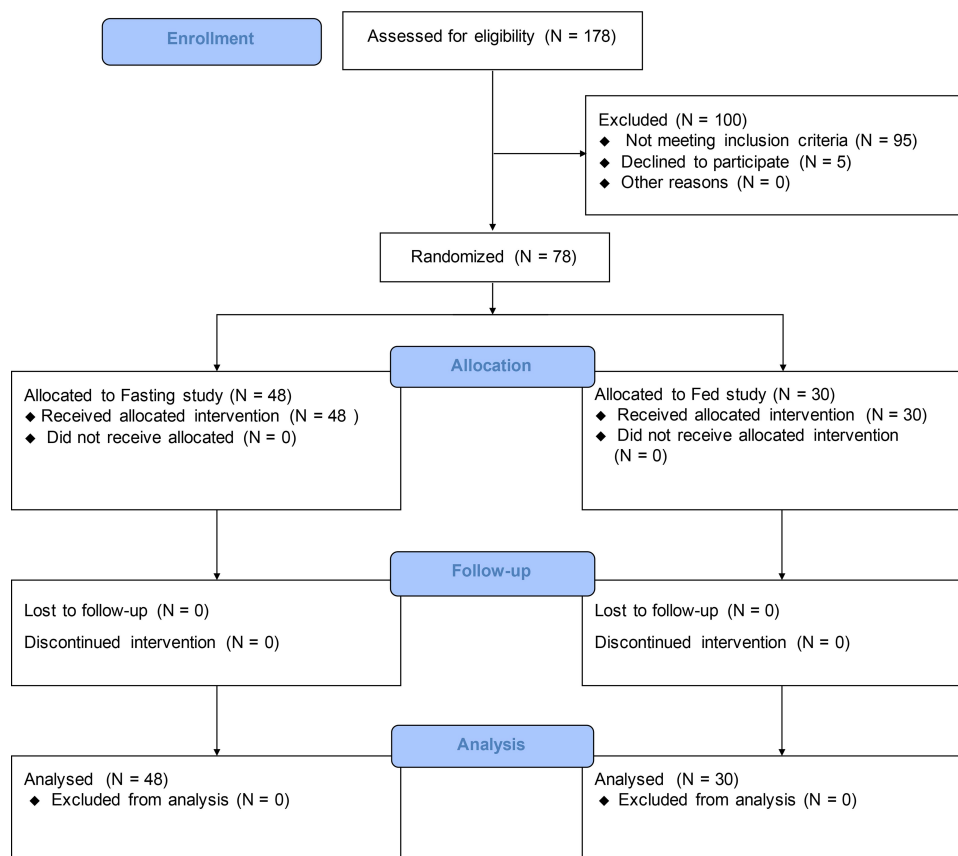 Enrollment
Assessed for eligibility (N = 178)
Excluded (N = 100)
◆ Not meeting inclusion criteria (N = 95)
◆ Declined to participate (N = 5)
◆ Other reasons (N = 0)
Randomized (N = 78)
Allocation
Allocated to Fasting study (N = 48)
◆ Received allocated intervention (N = 48 )
◆ Did not receive allocated (N = 0)
Allocated to Fed study (N = 30)
◆ Received allocated intervention (N = 30)
◆ Did not receive allocated intervention
(N = 0)
Follow-up
Lost to follow-up (N = 0)
Discontinued intervention (N = 0)
Lost to follow-up (N = 0)
Discontinued intervention (N = 0)
Analysis
Analysed (N = 48)
◆ Excluded from analysis (N = 0)
Analysed (N = 30)
◆ Excluded from analysis (N = 0)